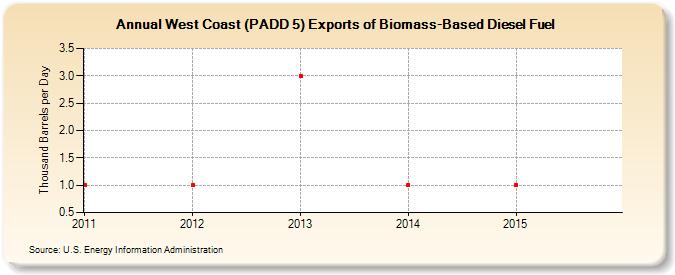 Annual West Coast (PADD 5) Exports of Biomass-Based Diesel Fuel
Thousand Barrels per Day
3.5
3.0
2.5
2.0
1.5
1.0
0.5
2011 2012 2013 2014 2015
Source: U.S. Energy Information Administration